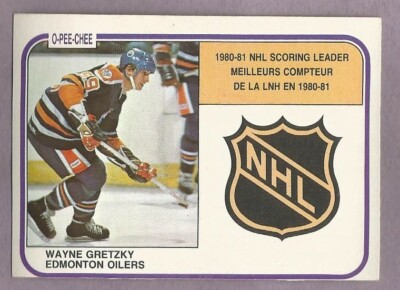 O-PEE-CHEE
1980-81 NHL SCORING LEADER
MEILLEURS COMPTEUR
DE LA LNH EN 1980-81
99
NHL
WAYNE GRETZKY
EDMONTON OILERS